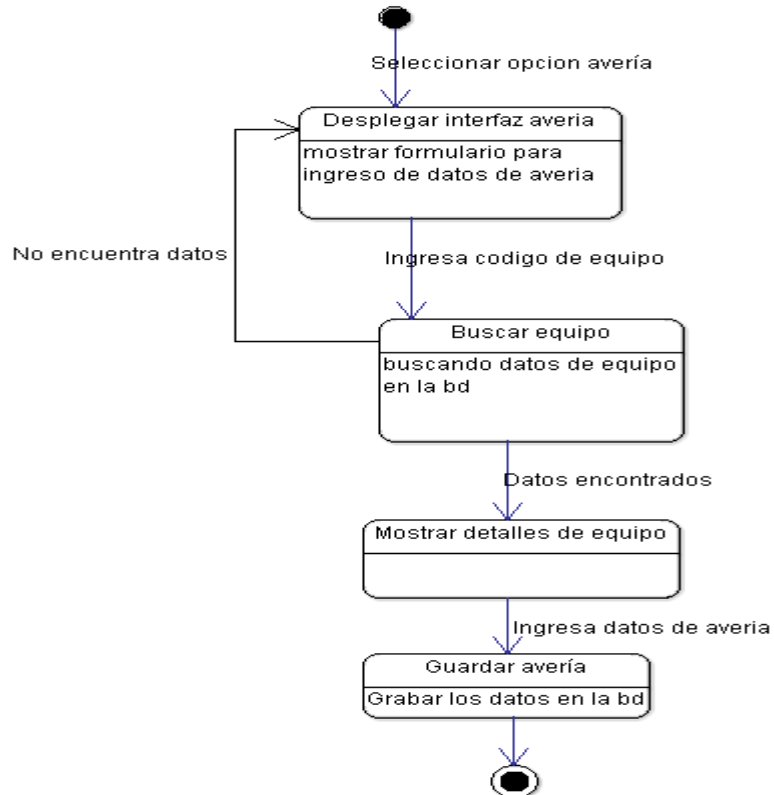 Seleccionar opcion avería
Desplegar interfaz averia
mostrar formulario para
ingreso de datos de averia
No encuentra datos
Ingresa codigo de equipo
Buscar equipo
buscando datos de equipo
en la bd
Datos encontrados
Mostrar detalles de equipo
Ingresa datos de averia
Guardar avería
Grabar los datos en la bd